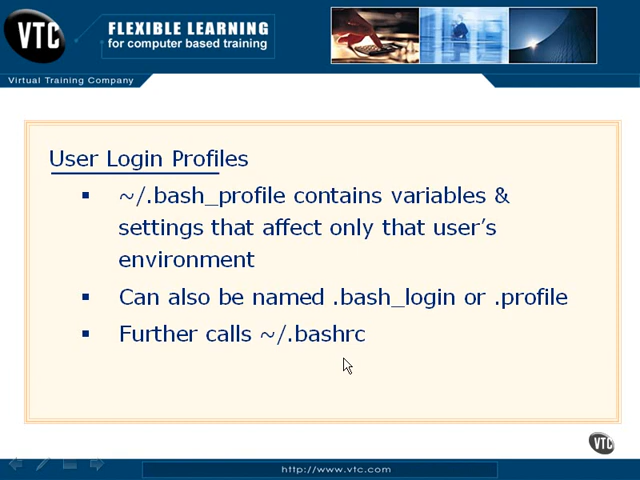 VTC
FLEXIBLE LEARNING
for computer based training
Virtual Training Company
User Login Profiles
~/.bash_profile contains variables &
settings that affect only that user's
environment
Can also be named .bash_login or .profile
Further calls ~/.bashrc
VTC
http://www.vtc.com